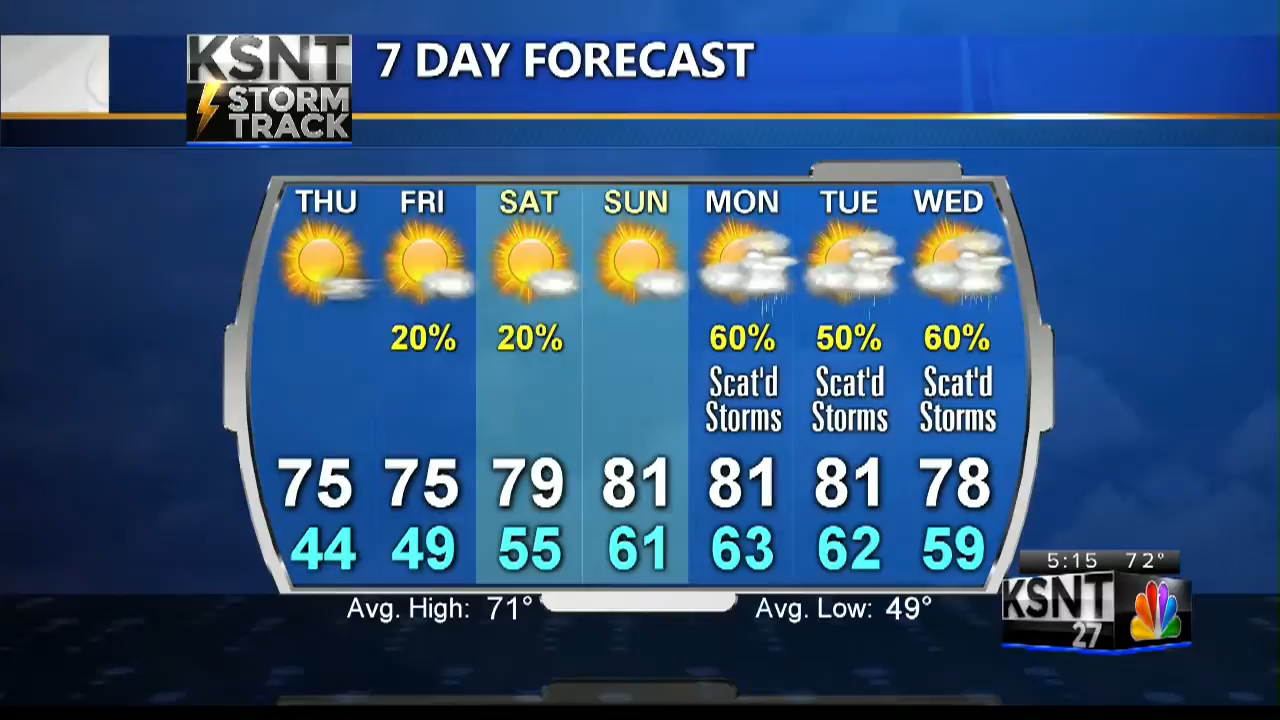 KSNT
STORM
TRACK
7 DAY FORECAST
THU FRI SAT SUN MON TUE WED
20% 20% 60% 50% 60%
Scat'd Scat'd Scat'd
Storms Storms Storms
75 75 79 81 81 81 78
44 49 55 61 63 62 59
Avg. High: 71° Avg. Low: 49°
5:15 72°
KSNT
27